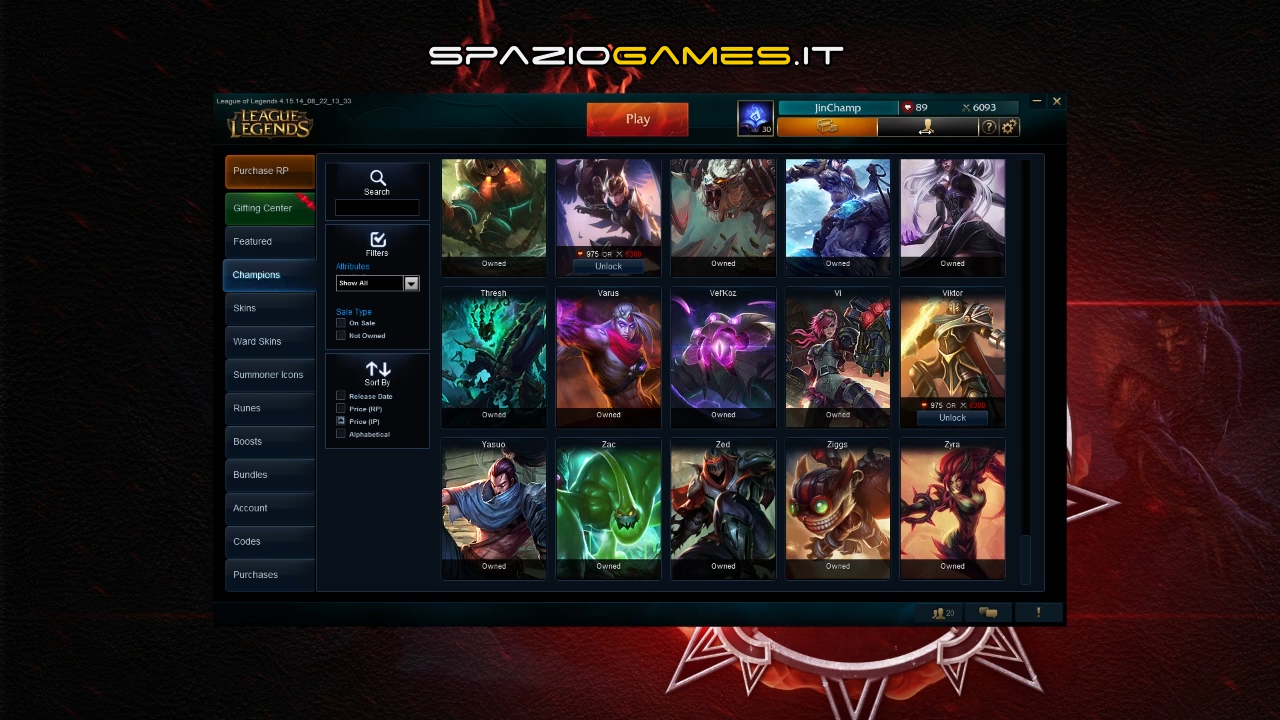 SPAZIOGAMES.IT
League of Legends 4.15.14_08_22_13_33
LEAGUE OF LEGENDS
Play
30
JinChamp
89
6093
?
Purchase RP
Gifting Center
Featured
Champions
Skins
Ward Skins
Summoner Icons
Runes
Boosts
Bundles
Account
Codes
Purchases
Search
Filters
Attributes
Show All
Sale Type
On Sale
Not Owned
Sort By
Release Date
Price (RP)
Price (IP)
Alphabetical
Owned
975 OR 6300
Unlock
Owned
Owned
Owned
Thresh
Varus
Vel'Koz
Vi
Viktor
Owned
Owned
Owned
Owned
975 OR 6300
Unlock
Yasuo
Zac
Zed
Ziggs
Zyra
Owned
Owned
Owned
Owned
Owned
20
!